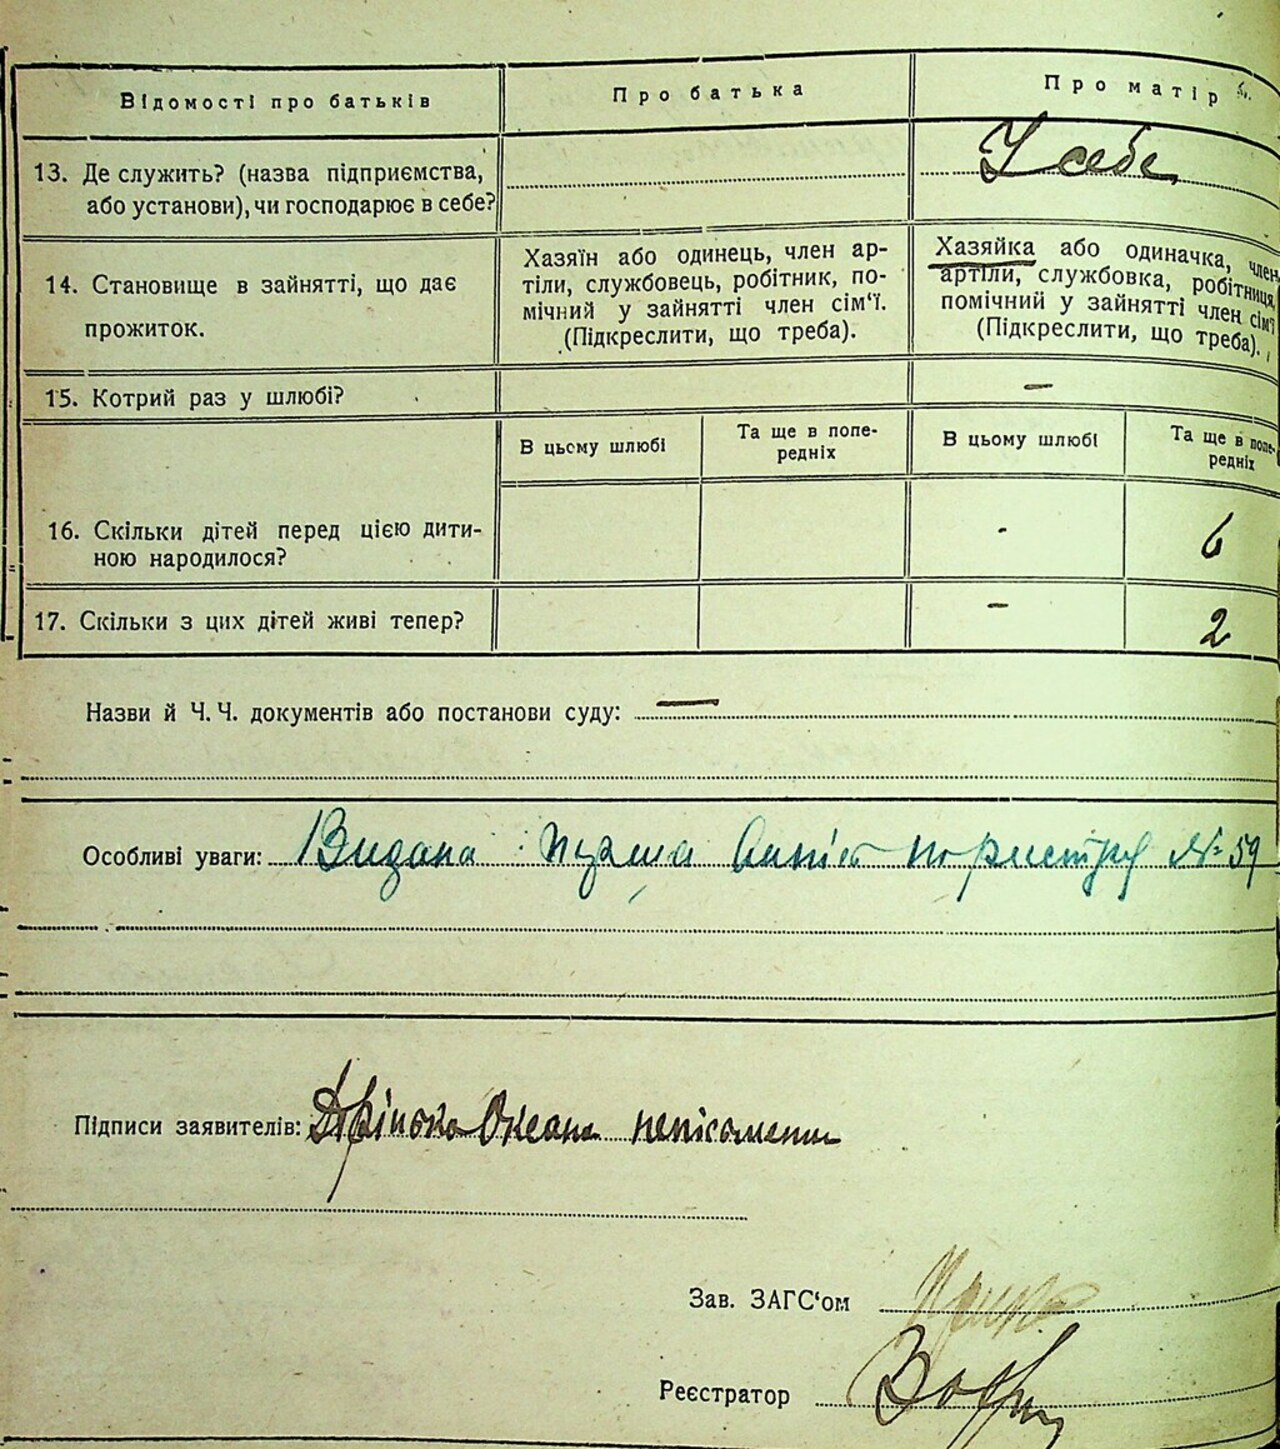 Відомості про батьків
Про батька
Про матір
13. Де служить? (назва підприємства,
або установи), чи господарює в себе?
У себе
14. Становище в зайнятті, що дає
прожиток.
Хазяїн або одинець, член ар-
тіли, службовець, робітник, по-
мічний у зайнятті член сім'ї.
(Підкреслити, що треба).
Хазяйка або одиначка, член
артіли, службовка, робітниця,
помічний у зайнятті член сім'ї
(Підкреслити, що треба).
15. Котрий раз у шлюбі?
–
В цьому шлюбі
Та ще в попе-
редніх
В цьому шлюбі
Та ще в попе-
редніх
16. Скільки дітей перед цією дити-
ною народилося?
-
6
17. Скільки з цих дітей живі тепер?
–
2
Назви й Ч. Ч. документів або постанови суду: —
Особливі уваги: Видана по № 59
Підписи заявителів:
Зав. ЗАГС'ом
Реєстратор